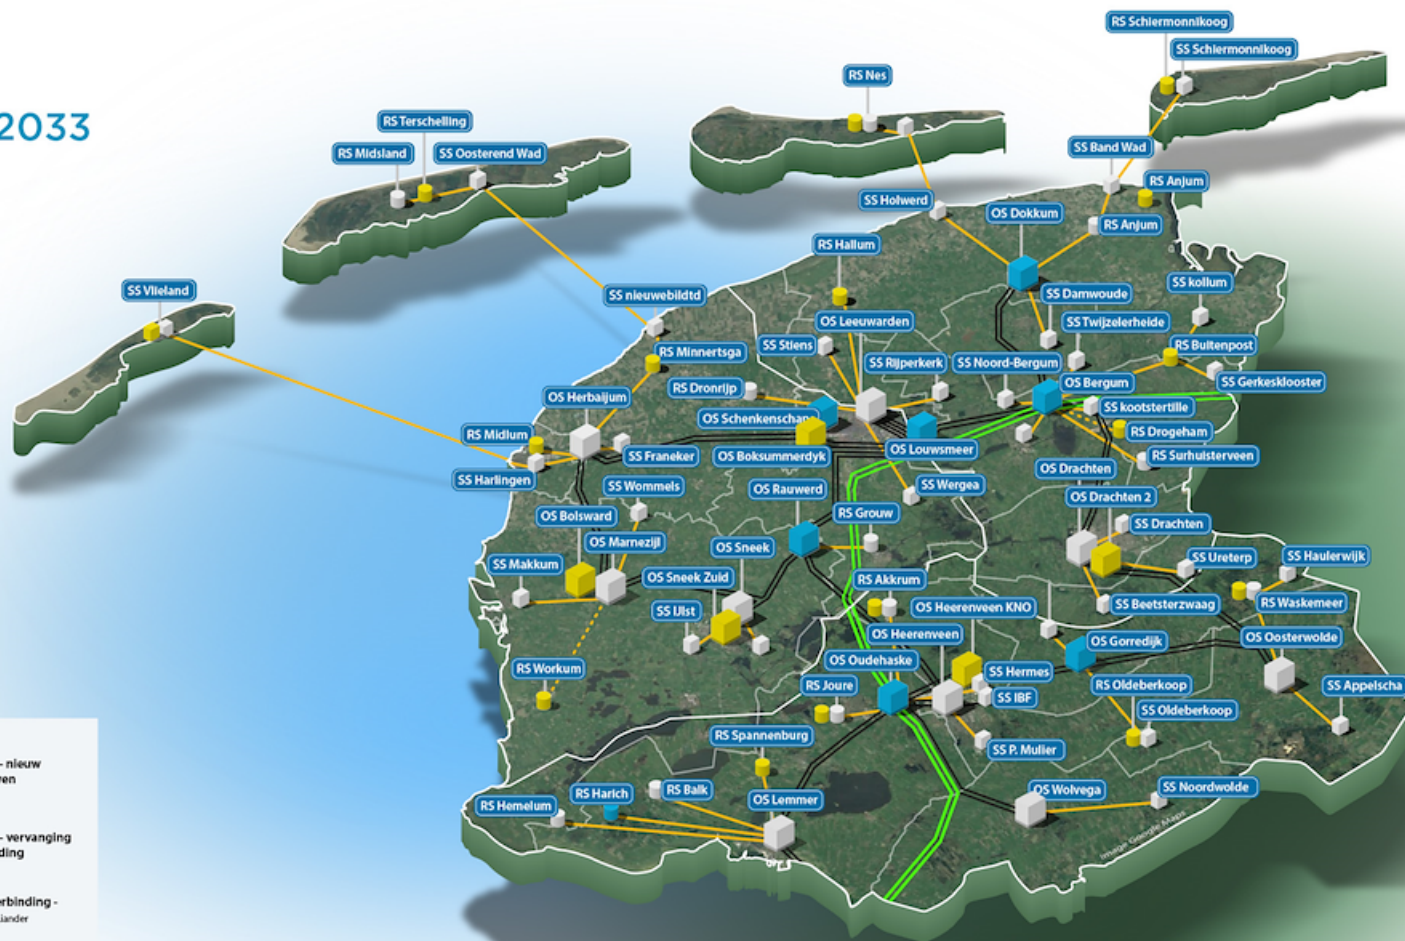 2033
RS Schiermonnikoog
SS Schiermonnikoog
RS Nes
RS Terschelling
RS Midsland
SS Oosterend Wad
SS Band Wad
RS Anjum
SS Holwerd
OS Dokkum
RS Anjum
RS Hallum
SS Vlieland
SS nieuwebildtd
SS Damwoude
SS kollum
OS Leeuwarden
SS Twijzelerheide
SS Stiens
RS Minnertsga
SS Rijperkerk
SS Noord-Bergum
RS Buitenpost
RS Dronrijp
OS Bergum
SS Gerkesklooster
OS Herbaijum
OS Schenkenschan
SS kootstertille
RS Midlum
RS Drogeham
SS Franeker
OS Boksummerdyk
OS Louwsmeer
RS Surhuisterveen
SS Harlingen
SS Wommels
OS Rauwerd
SS Wergea
OS Drachten
OS Drachten 2
OS Bolsward
RS Grouw
SS Drachten
OS Marnezijl
OS Sneek
SS Makkum
SS Ureterp
SS Haulerwijk
OS Sneek Zuid
RS Akkrum
SS IJlst
OS Heerenveen KNO
SS Beetsterzwaag
RS Waskemeer
OS Heerenveen
OS Gorredijk
OS Oosterwolde
RS Workum
OS Oudehaske
SS Hermes
RS Joure
SS IBF
RS Oldeberkoop
SS Appelscha
SS Oldeberkoop
RS Spannenburg
SS P. Mulier
RS Hemelum
RS Harich
RS Balk
OS Lemmer
OS Wolvega
SS Noordwolde
Image Google Maps
- nieuw
ven
- vervanging
ding
erbinding -
Liander